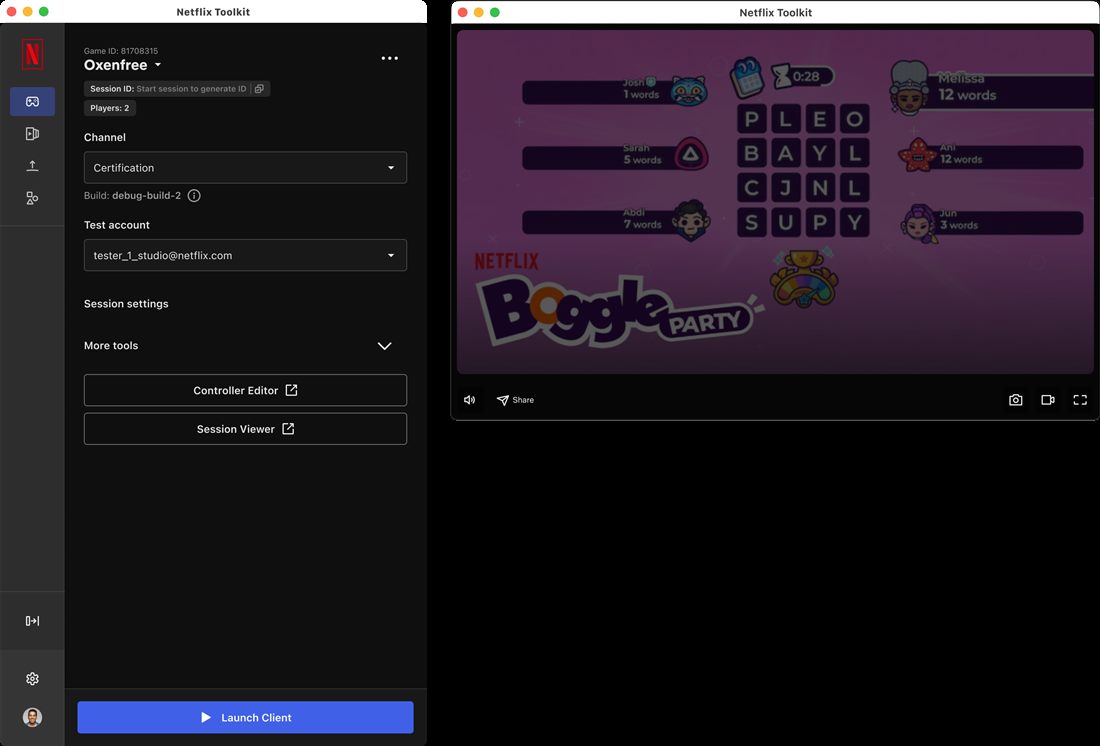 Netflix Toolkit
N
Game ID: 81708315
Oxenfree
Session ID: Start session to generate ID
Players: 2
Channel
Certification
Build: debug-build-2
Test account
tester_1_studio@netflix.com
Session settings
More tools
Controller Editor
Session Viewer
Launch Client
Netflix Toolkit
Josh
1 words
Sarah
5 words
Abdi
7 words
0:28
P L E O
B A Y L
C J N L
S U P Y
Melissa
12 words
Ani
12 words
Jun
3 words
NETFLIX
Boggle
PARTY
Share